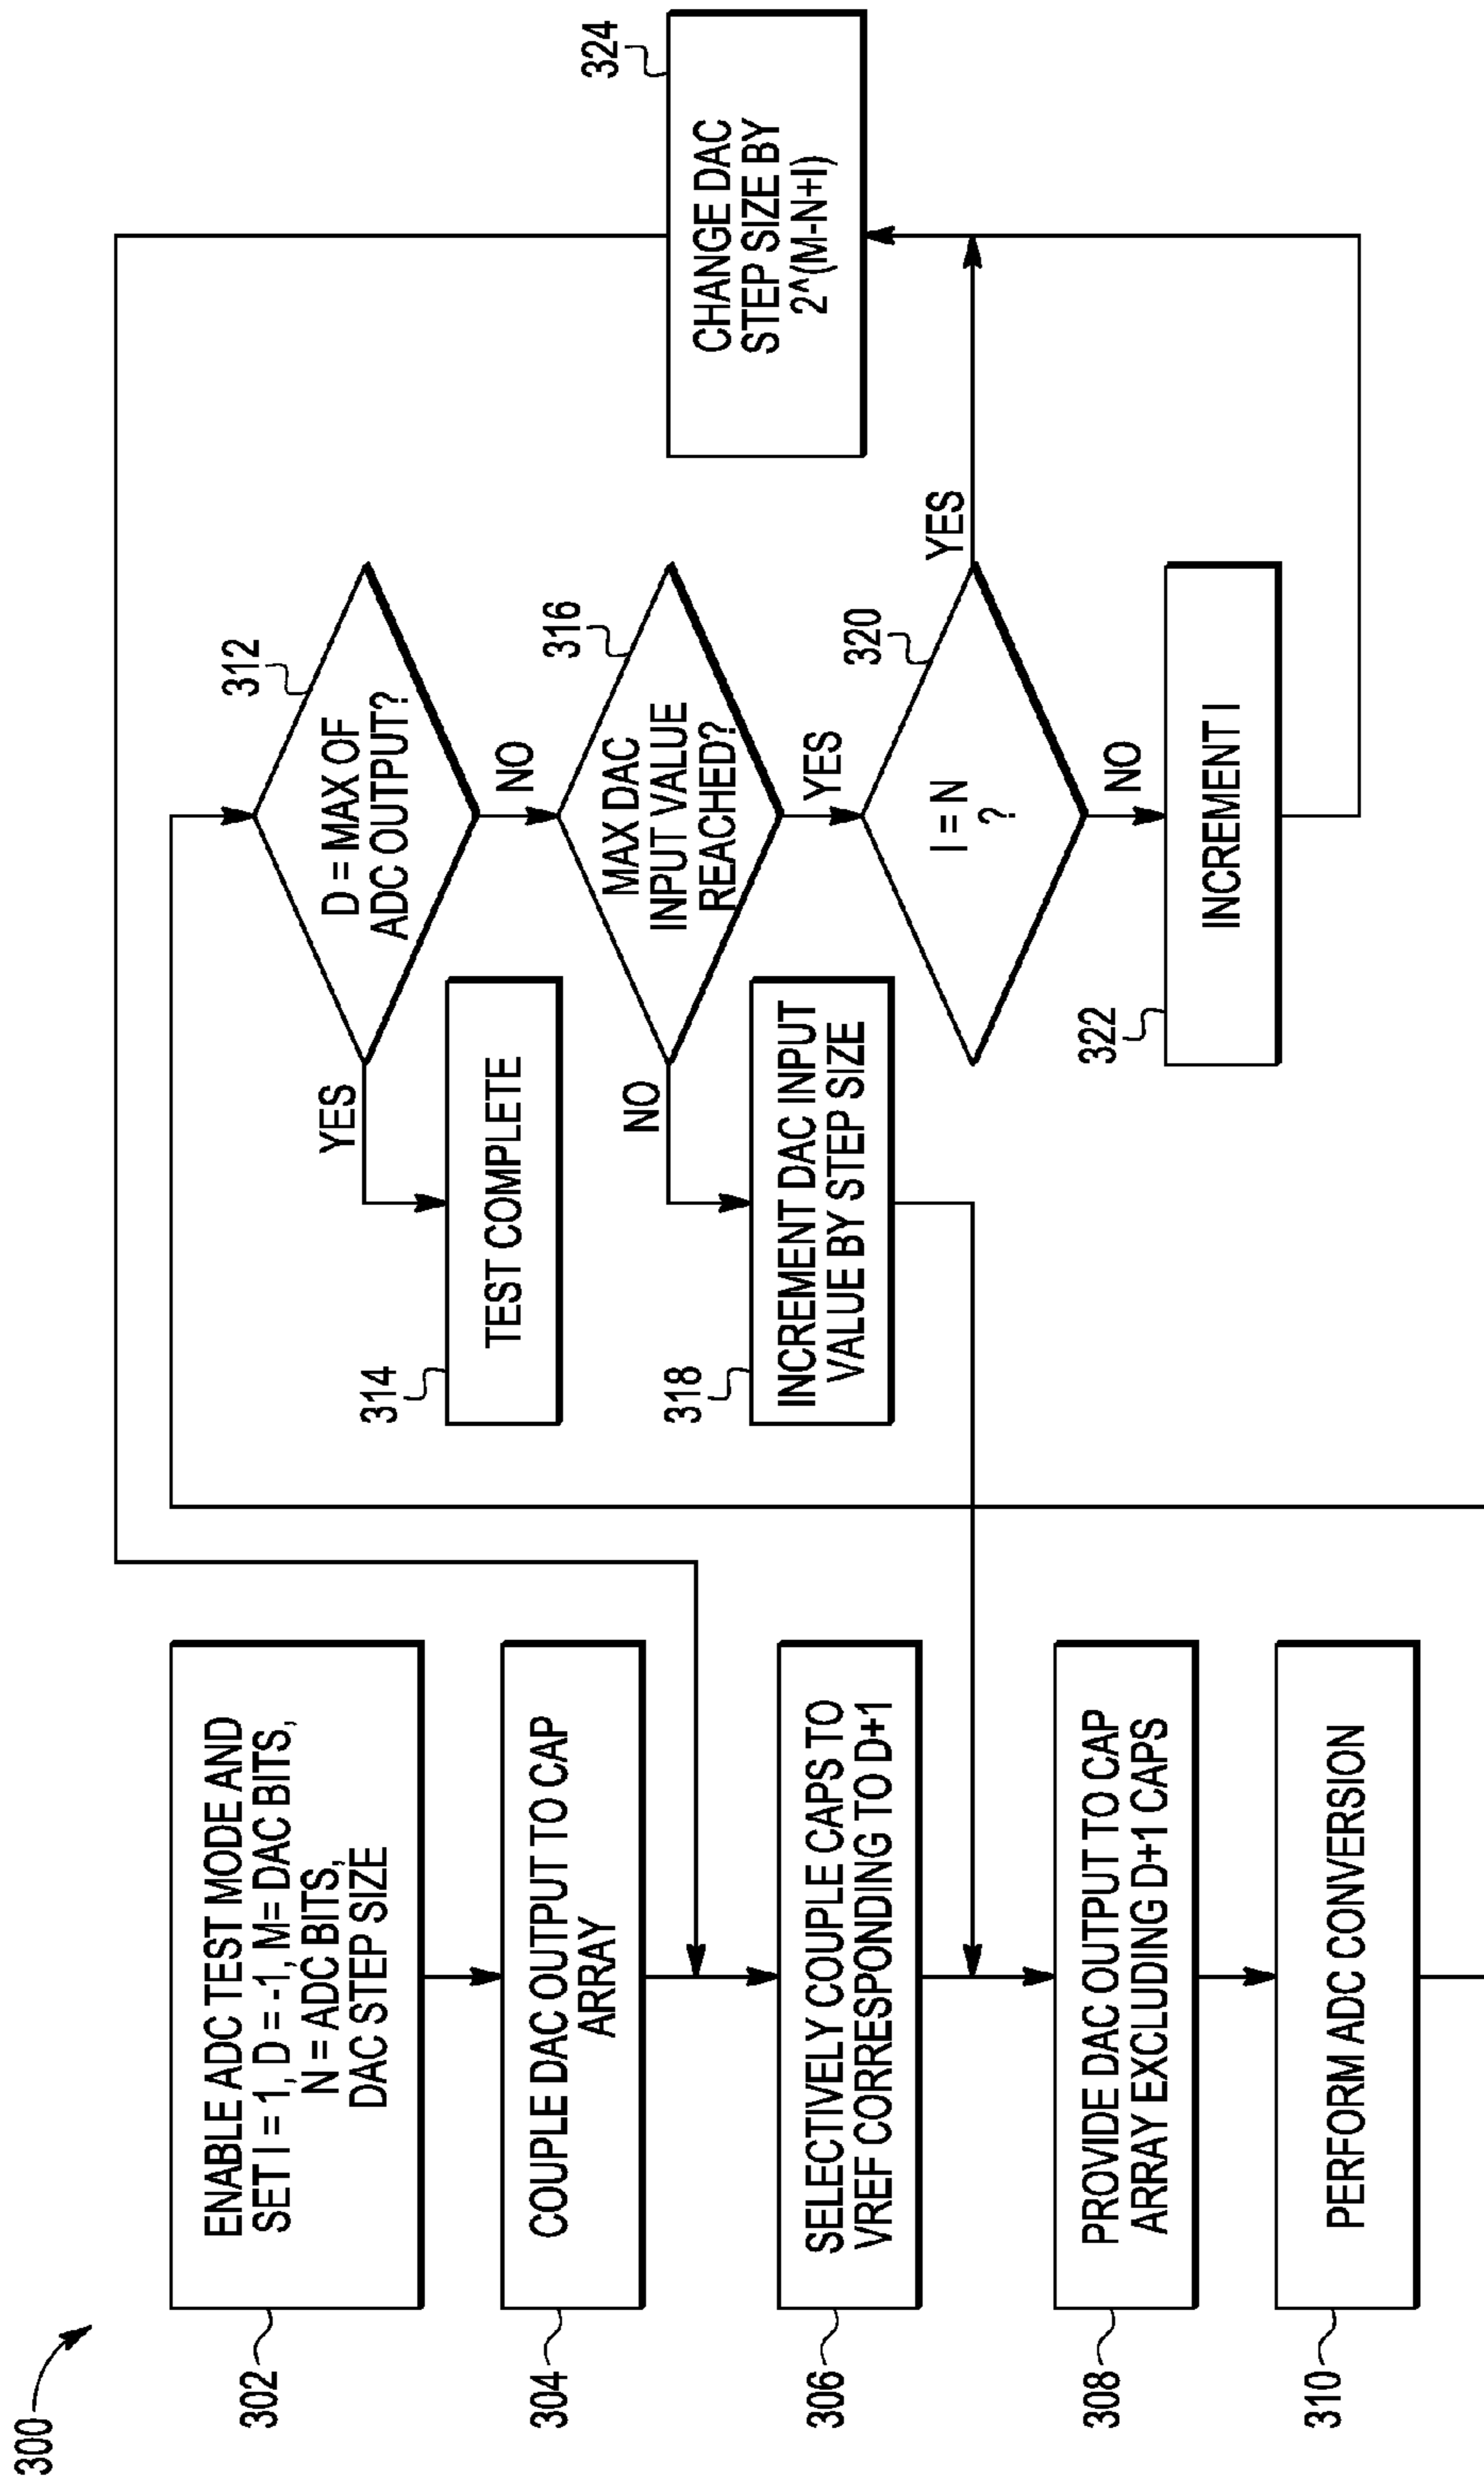 300
302
ENABLE ADC TEST MODE AND
SET I = 1, D = -1, M= DAC BITS,
N = ADC BITS,
DAC STEP SIZE
304
COUPLE DAC OUTPUT TO CAP
ARRAY
306
SELECTIVELY COUPLE CAPS TO
VREF CORRESPONDING TO D+1
308
PROVIDE DAC OUTPUT TO CAP
ARRAY EXCLUDING D+1 CAPS
310
PERFORM ADC CONVERSION
312
D = MAX OF
ADC OUTPUT?
YES
NO
314
TEST COMPLETE
316
MAX DAC
INPUT VALUE
REACHED?
NO
YES
318
INCREMENT DAC INPUT
VALUE BY STEP SIZE
320
I = N
?
YES
NO
322
INCREMENT I
324
CHANGE DAC
STEP SIZE BY
2^(M-N+I)